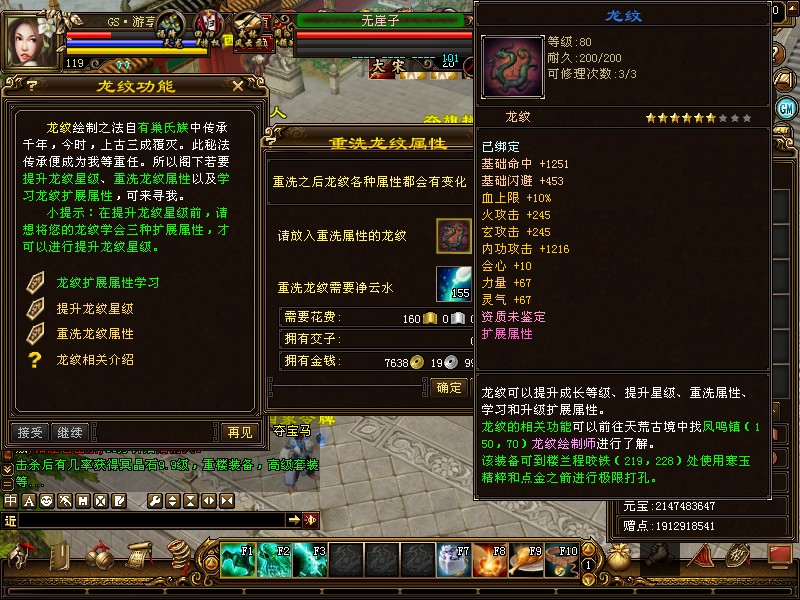 GS·游亨
119
无崖子
101
大宋
龙纹功能
龙纹绘制之法自有巢氏族中传承
千年，今时，上古三成覆灭。此秘法
传承便成为我等重任。所以阁下若要
提升龙纹星级、重洗龙纹属性以及学
习龙纹扩展属性，可来寻我。
小提示：在提升龙纹星级前，请
想将您的龙纹学会三种扩展属性，才
可以进行提升龙纹星级。
龙纹扩展属性学习
提升龙纹星级
重洗龙纹属性
龙纹相关介绍
接受
继续
再见
重洗龙纹属性
重洗之后龙纹各种属性都会有变化
请放入重洗属性的龙纹
重洗龙纹需要净云水
155
需要花费：
160
0
拥有交子：
拥有金钱：
7638
19
99
确定
龙纹
等级：80
耐久：200/200
可修理次数：3/3
龙纹
已绑定
基础命中 +1251
基础闪避 +453
血上限 +10%
火攻击 +245
玄攻击 +245
内功攻击 +1216
会心 +10
力量 +67
灵气 +67
资质未鉴定
扩展属性
龙纹可以提升成长等级、提升星级、重洗属性、
学习和升级扩展属性。
龙纹的相关功能可以前往天荒古境中找凤鸣镇（1
50，70）龙纹绘制师进行了解。
该装备可到楼兰程咬铁（219，228）处使用寒玉
精粹和点金之箭进行极限打孔。
元宝：2147483647
赠点：1912918541
夺宝马
击杀后有几率获得冥晶石9.9级，重楼装备，高级套装
等...
中
A
近
F1
F2
F3
F7
F8
F9
F10
1
GM